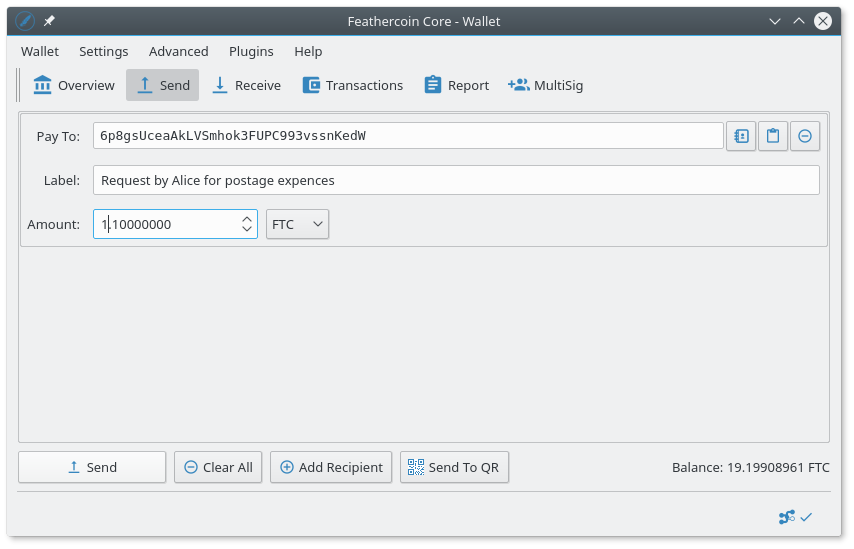 Feathercoin Core - Wallet
Wallet Settings Advanced Plugins Help
Overview Send Receive Transactions Report MultiSig
Pay To: 6p8gsUceaAkLVSmhok3FUPC993vssnKedW
Label: Request by Alice for postage expences
Amount: 1.10000000 FTC
Send Clear All Add Recipient Send To QR Balance: 19.19908961 FTC